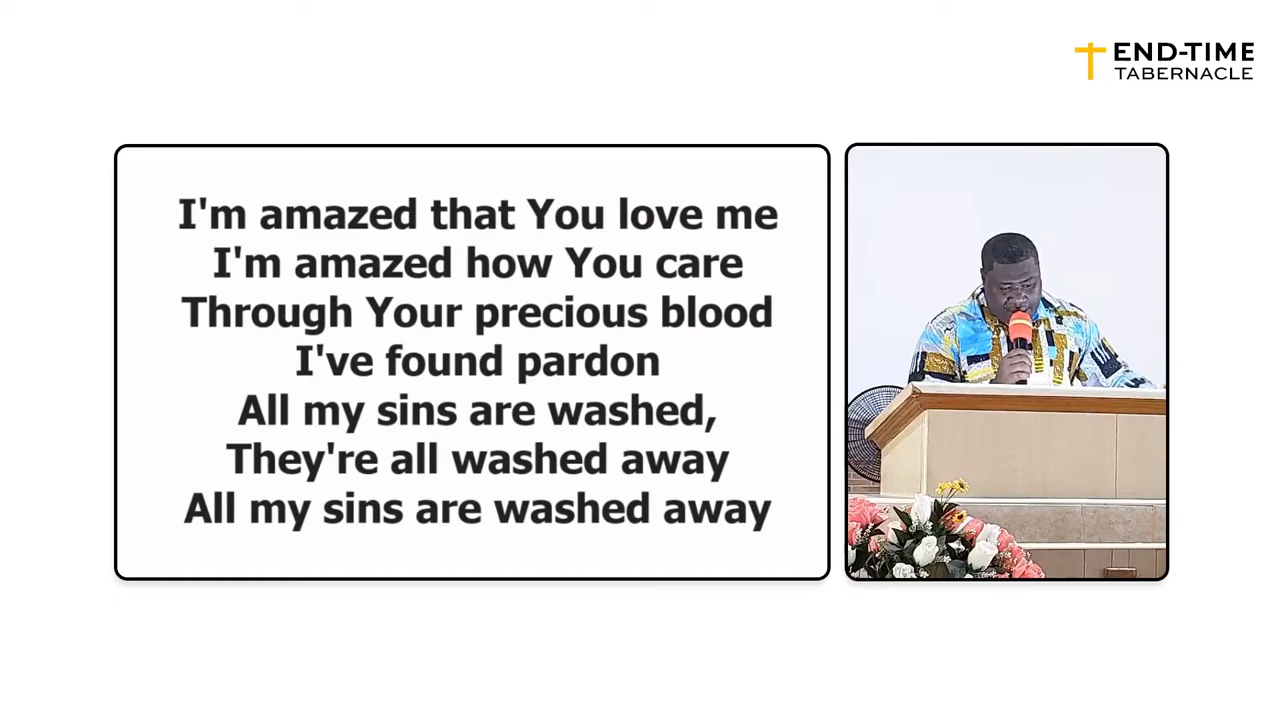 END-TIME
TABERNACLE
I'm amazed that You love me
I'm amazed how You care
Through Your precious blood
I've found pardon
All my sins are washed,
They're all washed away
All my sins are washed away